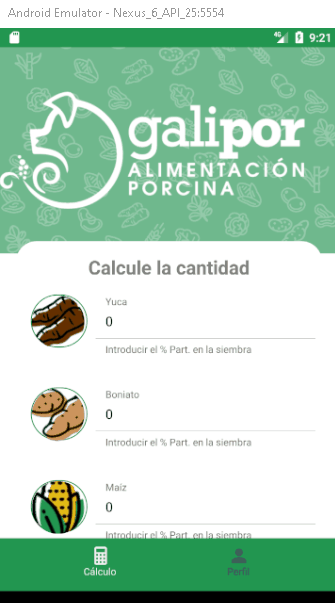 Android Emulator - Nexus_6_API_25:5554
4G 9:21
galipor
ALIMENTACIÓN
PORCINA
Calcule la cantidad
Yuca
0
Introducir el % Part. en la siembra
Boniato
0
Introducir el % Part. en la siembra
Maíz
0
Introducir el % Part. en la siembra
Cálculo Perfil